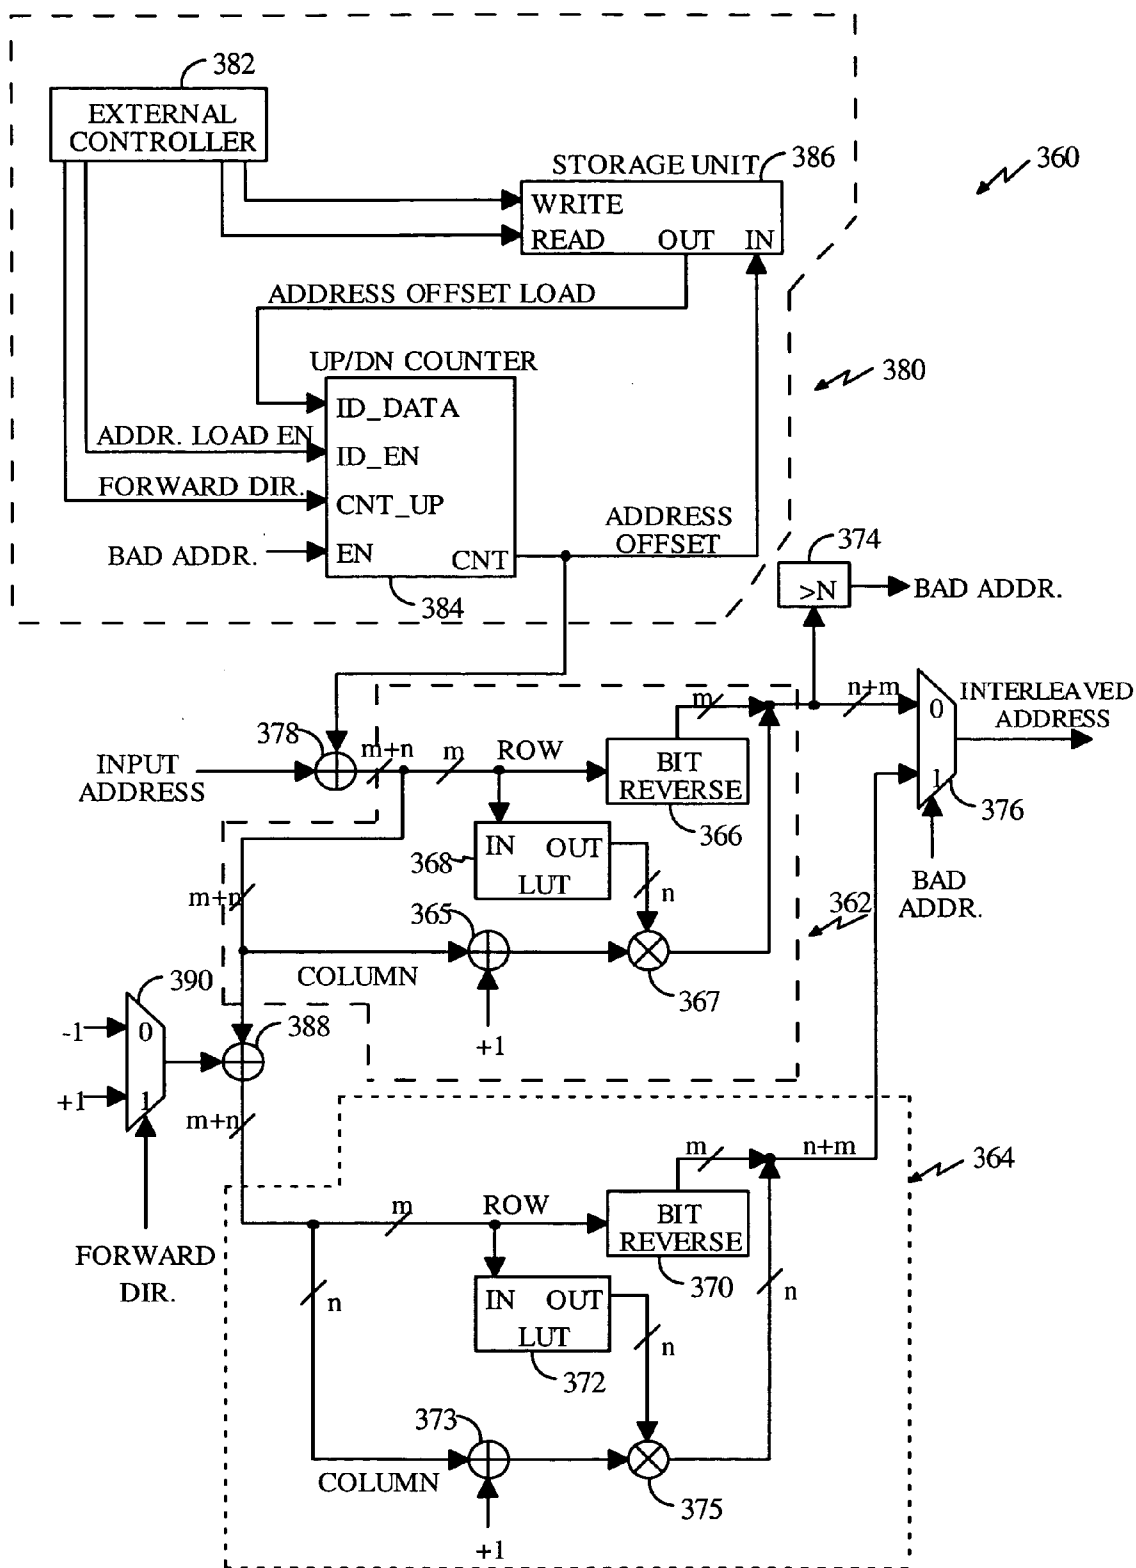 382
EXTERNAL
CONTROLLER
STORAGE UNIT
386
360
WRITE
READ OUT IN
ADDRESS OFFSET LOAD
UP/DN COUNTER
380
ID_DATA
ADDR. LOAD EN
ID_EN
FORWARD DIR.
CNT_UP
ADDRESS
OFFSET
BAD ADDR.
EN
CNT
374
>N
BAD ADDR.
384
m
n+m
INTERLEAVED
ADDRESS
0
378
m+n
m
ROW
INPUT
ADDRESS
BIT
REVERSE
1
376
366
368
IN OUT
LUT
n
BAD
ADDR.
m+n
365
362
COLUMN
367
390
-1
0
388
+1
+1
1
m+n
m
n+m
364
m
ROW
BIT
REVERSE
FORWARD
DIR.
370
n
IN OUT
LUT
n
n
372
373
COLUMN
375
+1